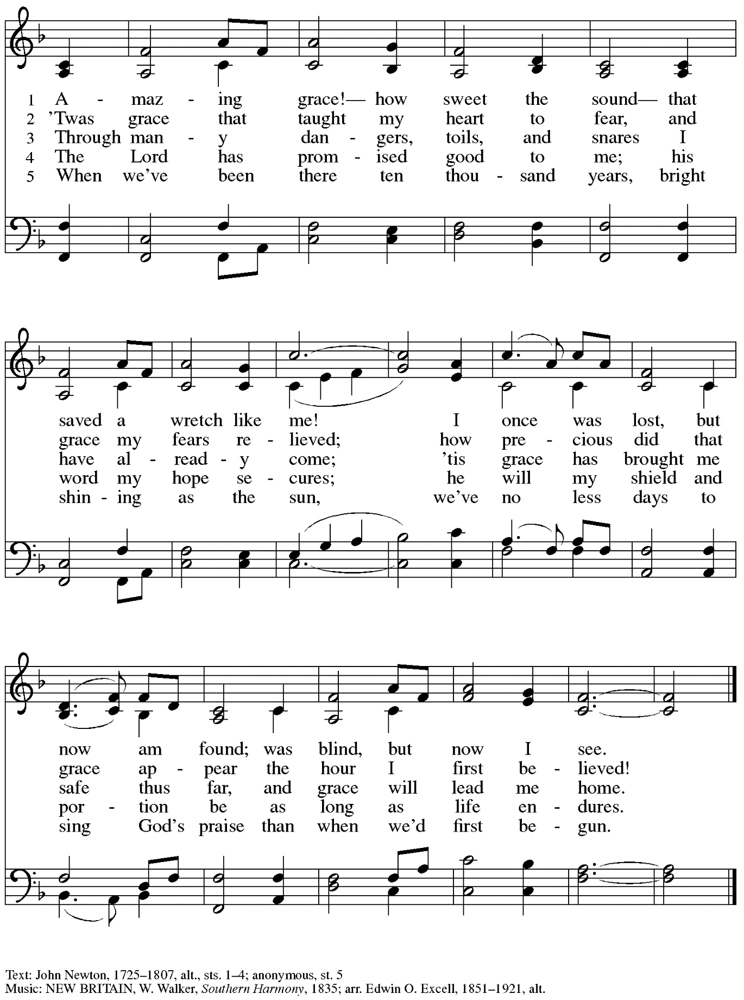 1 A - maz - ing grace!— how sweet the sound— that
2 ’Twas grace that taught my heart to fear, and
3 Through man - y dan - gers, toils, and snares I
4 The Lord has prom - ised good to me; his
5 When we’ve been there ten thou - sand years, bright
saved a wretch like me! I once was lost, but
grace my fears re - lieved; how pre - cious did that
have al - read - y come; ’tis grace has brought me
word my hope se - cures; he will my shield and
shin - ing as the sun, we’ve no less days to
now am found; was blind, but now I see.
grace ap - pear the hour I first be - lieved!
safe thus far, and grace will lead me home.
por - tion be as long as life en - dures.
sing God’s praise than when we’d first be - gun.
Text: John Newton, 1725–1807, alt., sts. 1–4; anonymous, st. 5
Music: NEW BRITAIN, W. Walker, Southern Harmony, 1835; arr. Edwin O. Excell, 1851–1921, alt.